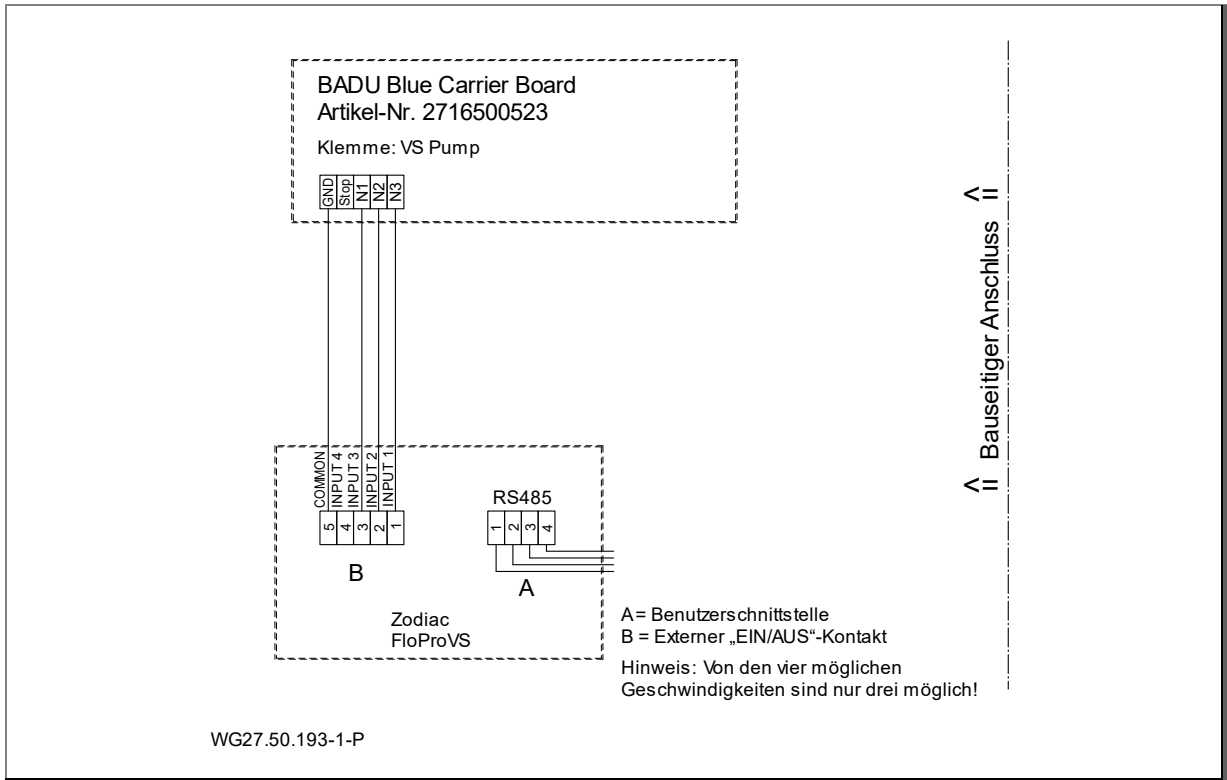 BADU Blue Carrier Board
Artikel-Nr. 2716500523
Klemme: VS Pump
GND
Stop
N1
N2
N3
<= Bauseitiger Anschluss =>
COMMON
INPUT 4
INPUT 3
INPUT 2
INPUT 1
5
4
3
2
1
B
RS485
1
2
3
4
A
Zodiac
FloProVS
A = Benutzerschnittstelle
B = Externer „EIN/AUS“-Kontakt
Hinweis: Von den vier möglichen
Geschwindigkeiten sind nur drei möglich!
WG27.50.193-1-P